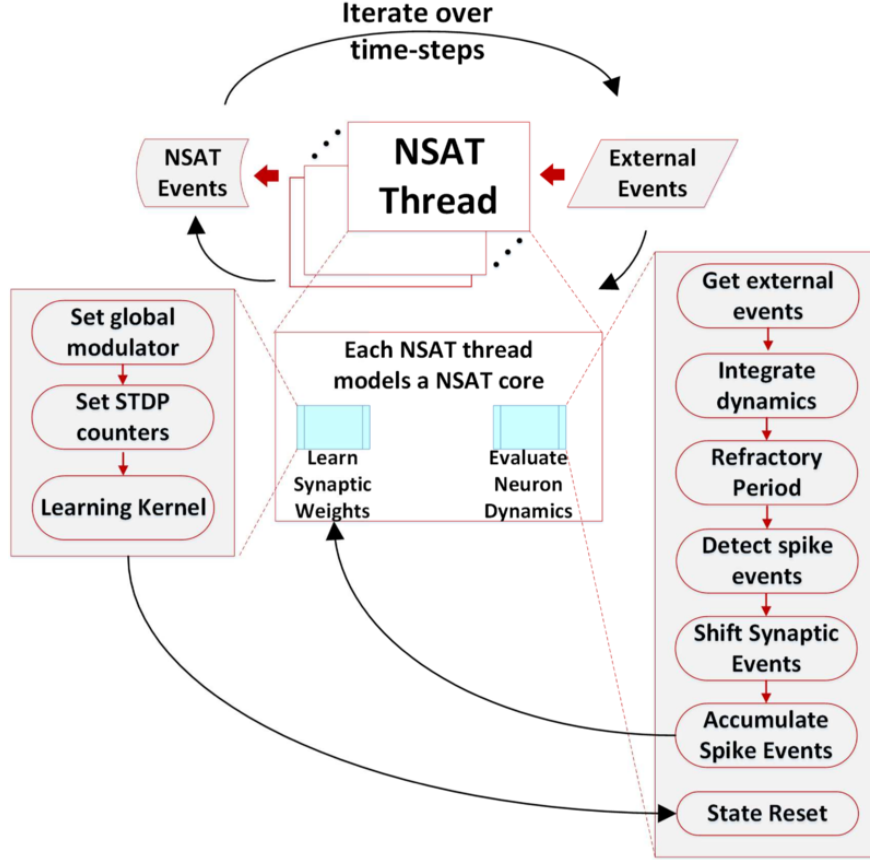 Iterate over
time-steps
NSAT
Events
NSAT
Thread
External
Events
Set global
modulator
Set STDP
counters
Learning Kernel
Each NSAT thread
models a NSAT core
Learn
Synaptic
Weights
Evaluate
Neuron
Dynamics
Get external
events
Integrate
dynamics
Refractory
Period
Detect spike
events
Shift Synaptic
Events
Accumulate
Spike Events
State Reset